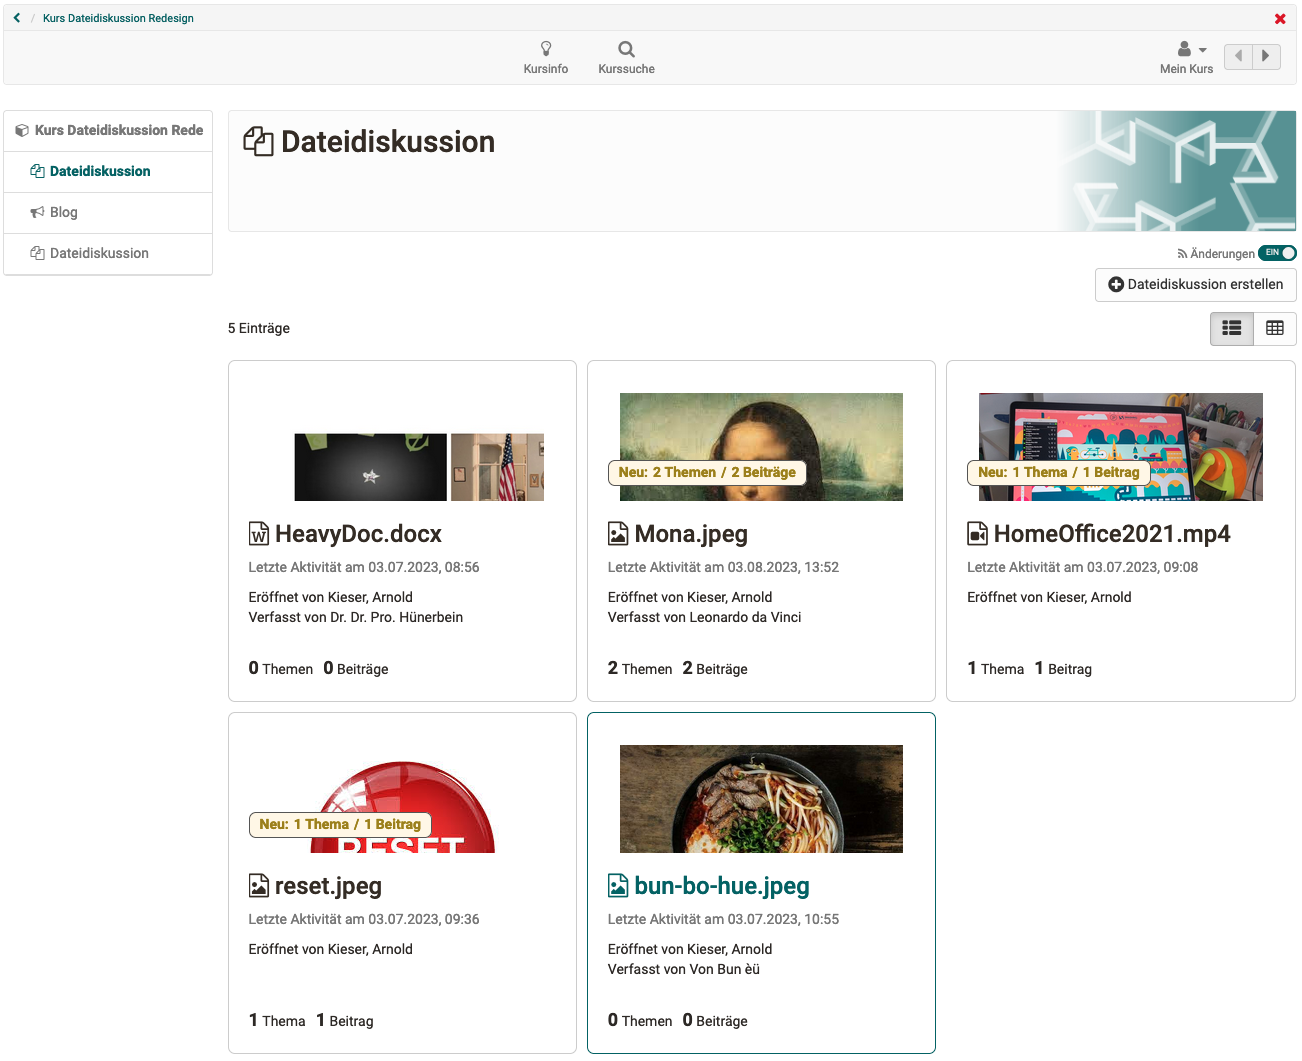 / Kurs Dateidiskussion Redesign
Kursinfo
Kurssuche
Mein Kurs
Kurs Dateidiskussion Rede
Dateidiskussion
Blog
Dateidiskussion
Dateidiskussion
Änderungen EIN
Dateidiskussion erstellen
5 Einträge
HeavyDoc.docx
Letzte Aktivität am 03.07.2023, 08:56
Eröffnet von Kieser, Arnold
Verfasst von Dr. Dr. Pro. Hünerbein
0 Themen 0 Beiträge
Neu: 2 Themen / 2 Beiträge
Mona.jpeg
Letzte Aktivität am 03.08.2023, 13:52
Eröffnet von Kieser, Arnold
Verfasst von Leonardo da Vinci
2 Themen 2 Beiträge
Neu: 1 Thema / 1 Beitrag
HomeOffice2021.mp4
Letzte Aktivität am 03.07.2023, 09:08
Eröffnet von Kieser, Arnold
1 Thema 1 Beitrag
Neu: 1 Thema / 1 Beitrag
RESET
reset.jpeg
Letzte Aktivität am 03.07.2023, 09:36
Eröffnet von Kieser, Arnold
1 Thema 1 Beitrag
bun-bo-hue.jpeg
Letzte Aktivität am 03.07.2023, 10:55
Eröffnet von Kieser, Arnold
Verfasst von Von Bun èü
0 Themen 0 Beiträge